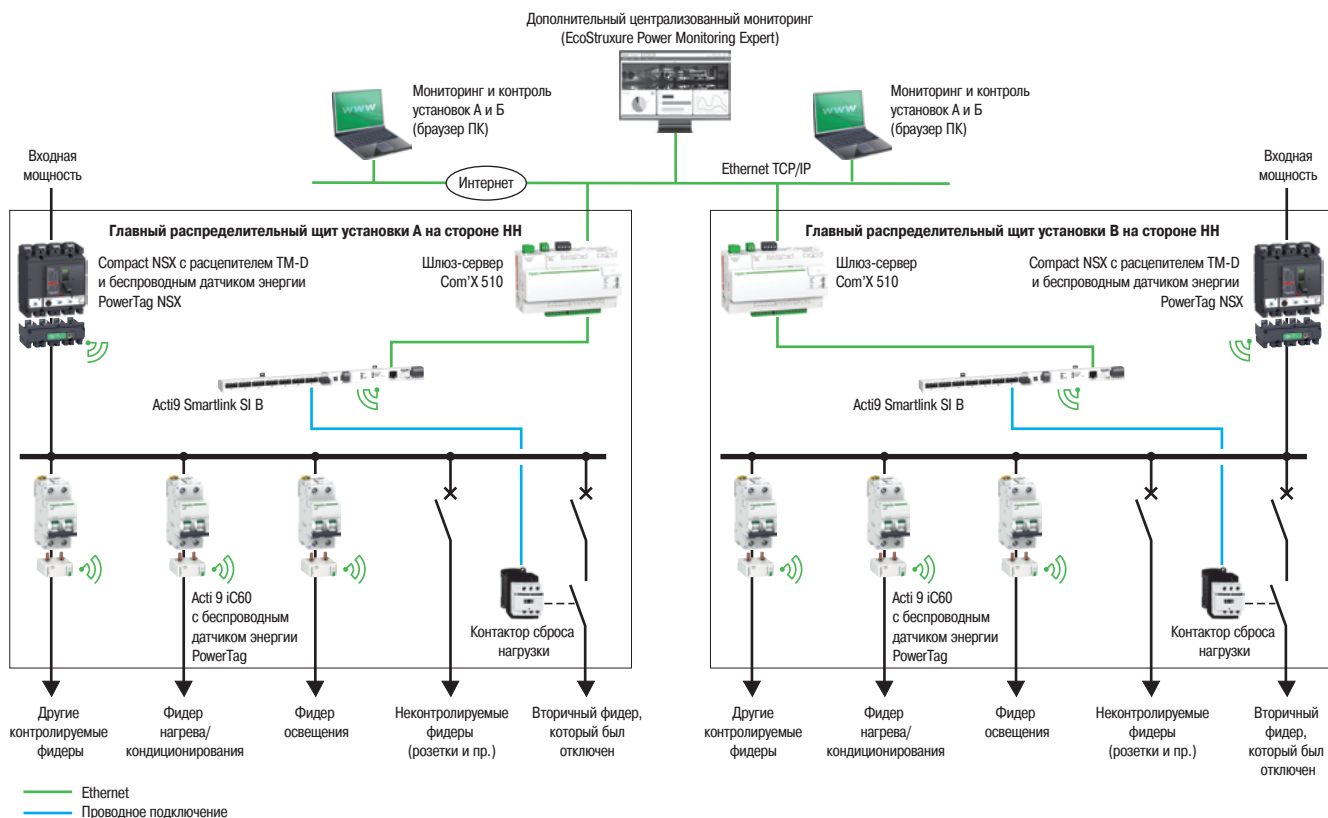 Дополнительный централизованный мониторинг
(EcoStruxure Power Monitoring Expert)
www
Мониторинг и контроль
установок А и Б
(браузер ПК)
www
Мониторинг и контроль
установок А и Б
(браузер ПК)
Входная
мощность
Интернет
Ethernet TCP/IP
Входная
мощность
Главный распределительный щит установки А на стороне НН
Compact NSX с расцепителем TM-D
и беспроводным датчиком энергии
PowerTag NSX
Шлюз-сервер
Com'X 510
Acti9 Smartlink SI B
Acti 9 iC60
с беспроводным
датчиком энергии
PowerTag
Контактор сброса
нагрузки
Другие
контролируемые
фидеры
Фидер
нагрева/
кондиционирования
Фидер
освещения
Неконтролируемые
фидеры
(розетки и пр.)
Вторичный фидер,
который был
отключен
Главный распределительный щит установки В на стороне НН
Шлюз-сервер
Com'X 510
Compact NSX с расцепителем TM-D
и беспроводным датчиком энергии
PowerTag NSX
Acti9 Smartlink SI B
Acti 9 iC60
с беспроводным
датчиком энергии
PowerTag
Контактор сброса
нагрузки
Другие
контролируемые
фидеры
Фидер
нагрева/
кондиционирования
Фидер
освещения
Неконтролируемые
фидеры
(розетки и пр.)
Вторичный
фидер,
который был
отключен
Ethernet
Проводное подключение